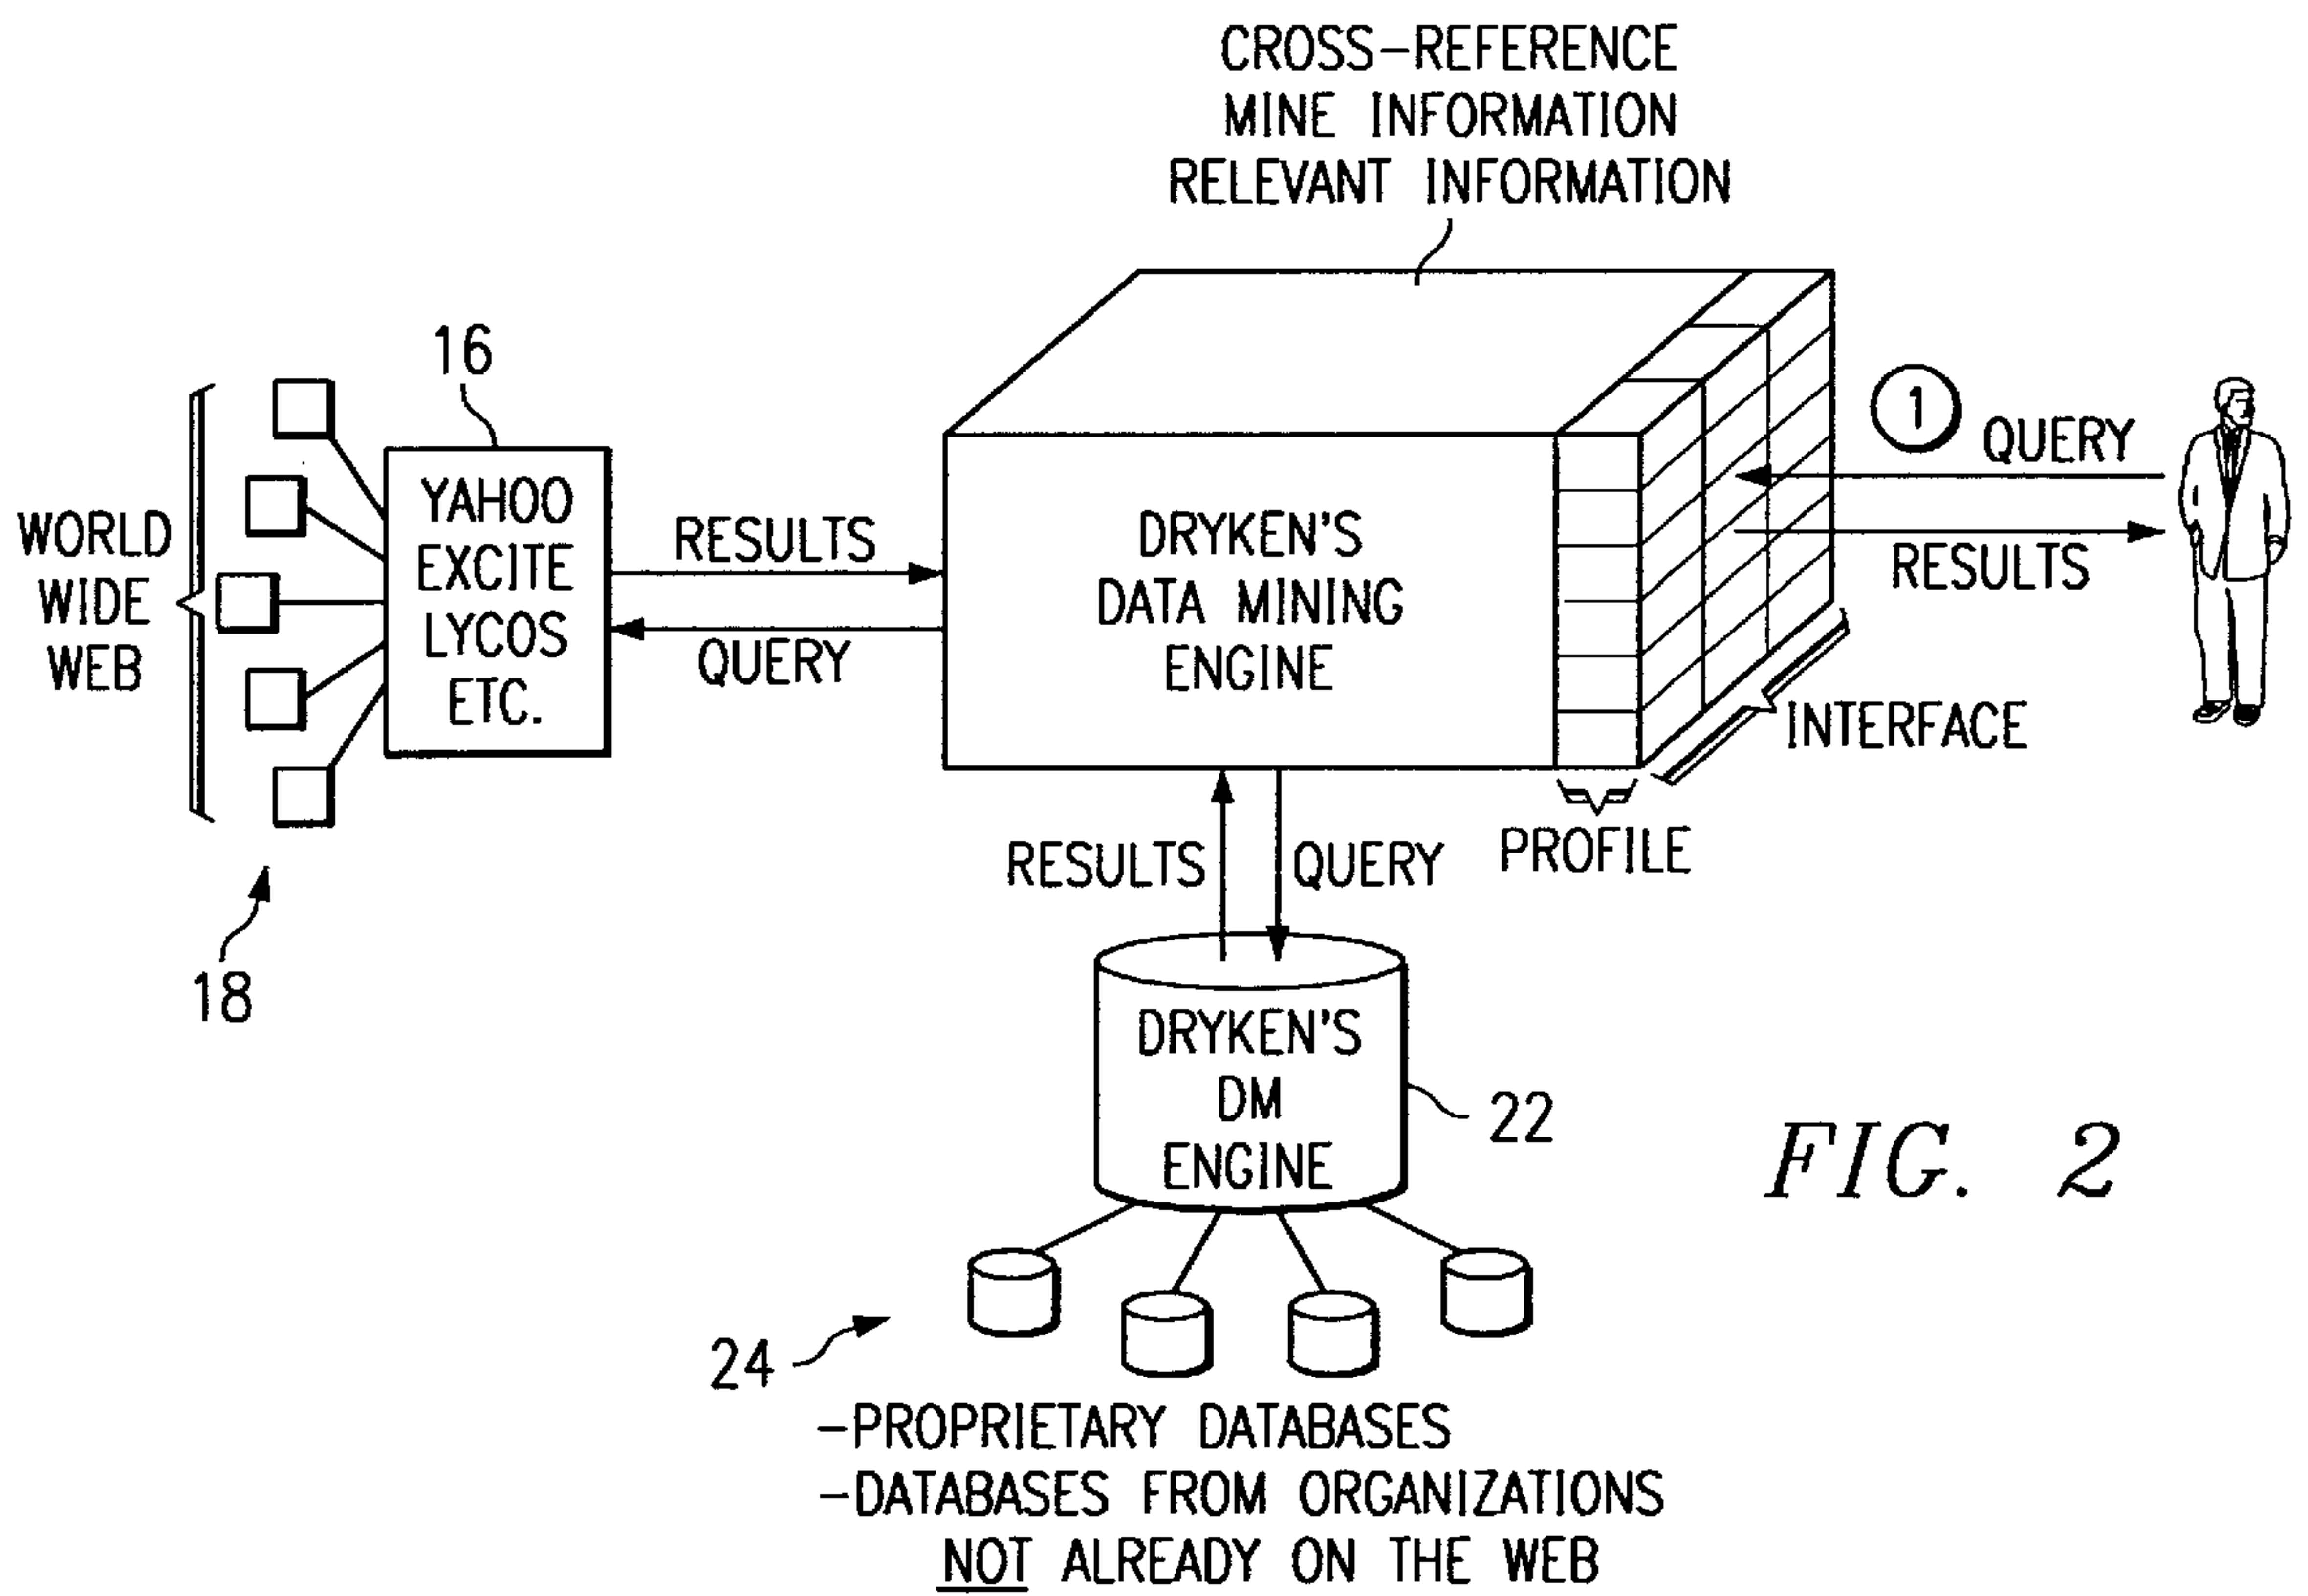 CROSS-REFERENCE
MINE INFORMATION
RELEVANT INFORMATION
16
WORLD
WIDE
WEB
YAHOO
EXCITE
LYCOS
ETC.
RESULTS
QUERY
18
DRYKEN'S
DATA MINING
ENGINE
1
QUERY
RESULTS
INTERFACE
PROFILE
RESULTS
QUERY
DRYKEN'S
DM
ENGINE
22
24
-PROPRIETARY DATABASES
-DATABASES FROM ORGANIZATIONS
NOT ALREADY ON THE WEB
FIG. 2